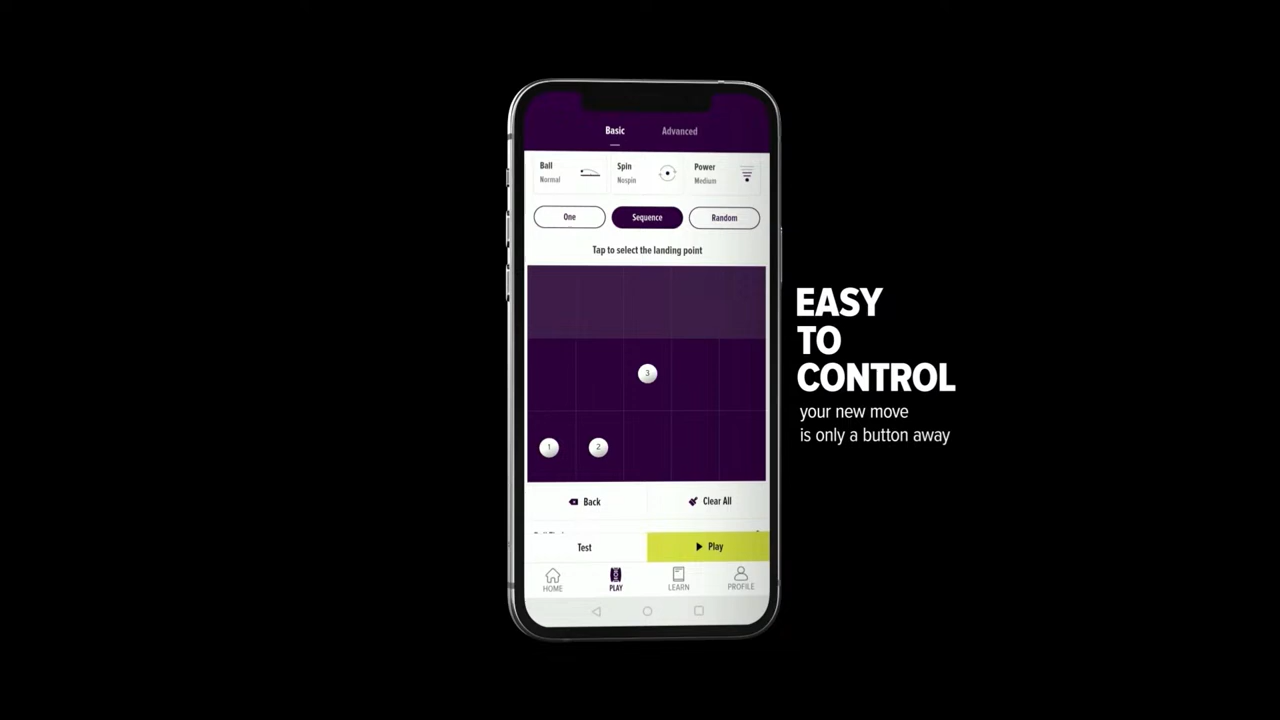 Basic Advanced
Ball Spin Power
Normal Nospin Medium
One Sequence Random
Tap to select the landing point
3
1 2
Back Clear All
Test Play
HOME PLAY LEARN PROFILE
EASY
TO
CONTROL
your new move
is only a button away